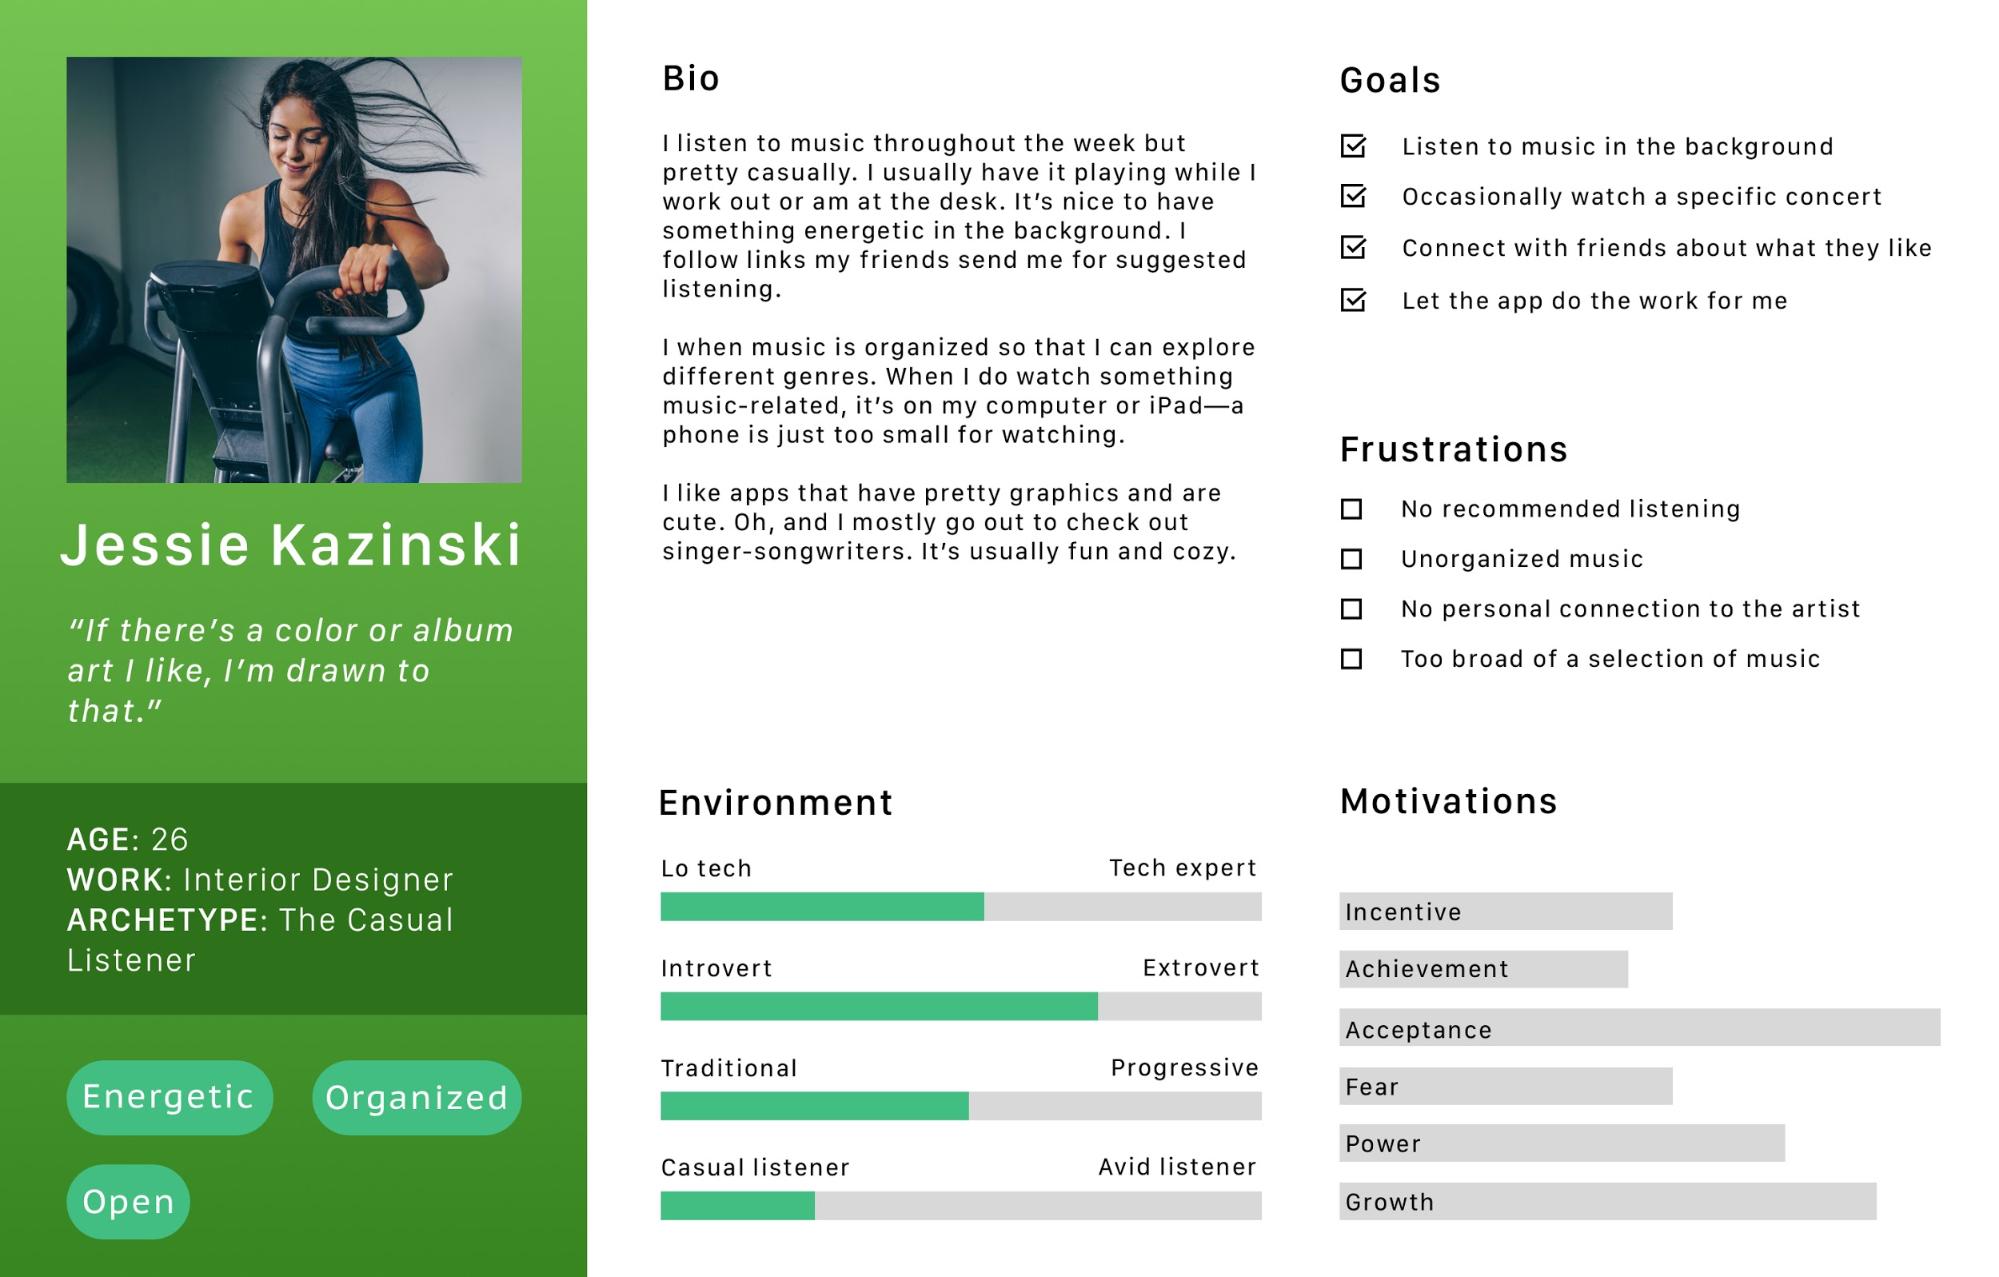 Jessie Kazinski
“If there’s a color or album
art I like, I’m drawn to
that.”
AGE: 26
WORK: Interior Designer
ARCHETYPE: The Casual
Listener
Energetic
Organized
Open
Bio
I listen to music throughout the week but
pretty casually. I usually have it playing while I
work out or am at the desk. It’s nice to have
something energetic in the background. I
follow links my friends send me for suggested
listening.
I when music is organized so that I can explore
different genres. When I do watch something
music-related, it’s on my computer or iPad—a
phone is just too small for watching.
I like apps that have pretty graphics and are
cute. Oh, and I mostly go out to check out
singer-songwriters. It’s usually fun and cozy.
Goals
Listen to music in the background
Occasionally watch a specific concert
Connect with friends about what they like
Let the app do the work for me
Frustrations
No recommended listening
Unorganized music
No personal connection to the artist
Too broad of a selection of music
Environment
Lo tech
Tech expert
Introvert
Extrovert
Traditional
Progressive
Casual listener
Avid listener
Motivations
Incentive
Achievement
Acceptance
Fear
Power
Growth